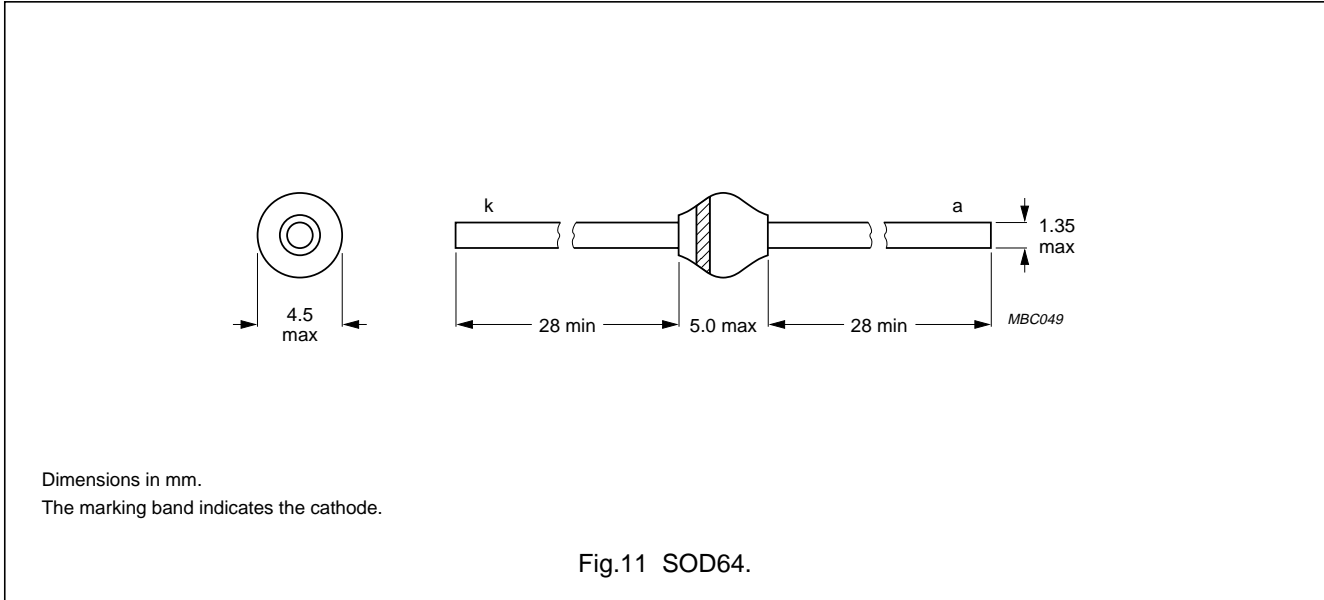 k
a
1.35
max
4.5
max
28 min
5.0 max
28 min
MBC049
Dimensions in mm.
The marking band indicates the cathode.
Fig.11 SOD64.